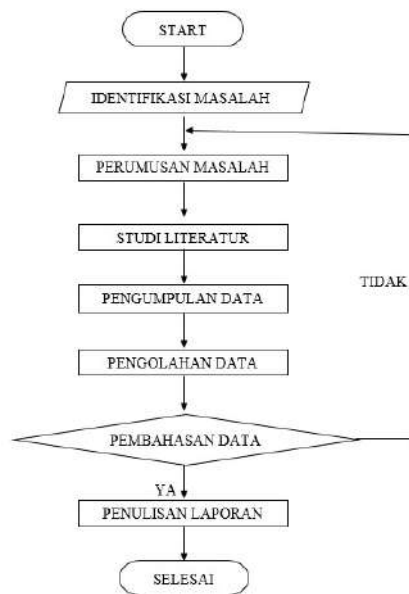 START
IDENTIFIKASI MASALAH
PERUMUSAN MASALAH
STUDI LITERATUR
PENGUMPULAN DATA
TIDAK
PENGOLAHAN DATA
PEMBAHASAN DATA
YA
PENULISAN LAPORAN
SELESAI